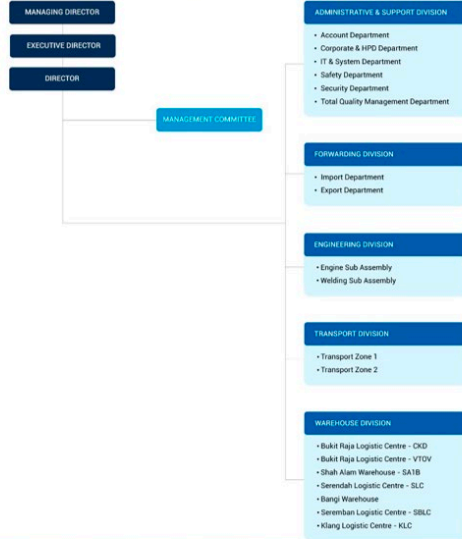 MANAGING DIRECTOR
EXECUTIVE DIRECTOR
DIRECTOR
MANAGEMENT COMMITTEE
ADMINISTRATIVE & SUPPORT DIVISION
• Account Department
• Corporate & HPD Department
• IT & System Department
• Safety Department
• Security Department
• Total Quality Management Department
FORWARDING DIVISION
• Import Department
• Export Department
ENGINEERING DIVISION
• Engine Sub Assembly
• Welding Sub Assembly
TRANSPORT DIVISION
• Transport Zone 1
• Transport Zone 2
WAREHOUSE DIVISION
• Bukit Raja Logistic Centre - CKD
• Bukit Raja Logistic Centre - VTOV
• Shah Alam Warehouse - SA1B
• Serendah Logistic Centre - SLC
• Bangi Warehouse
• Seremban Logistic Centre - SBLC
• Klang Logistic Centre - KLC